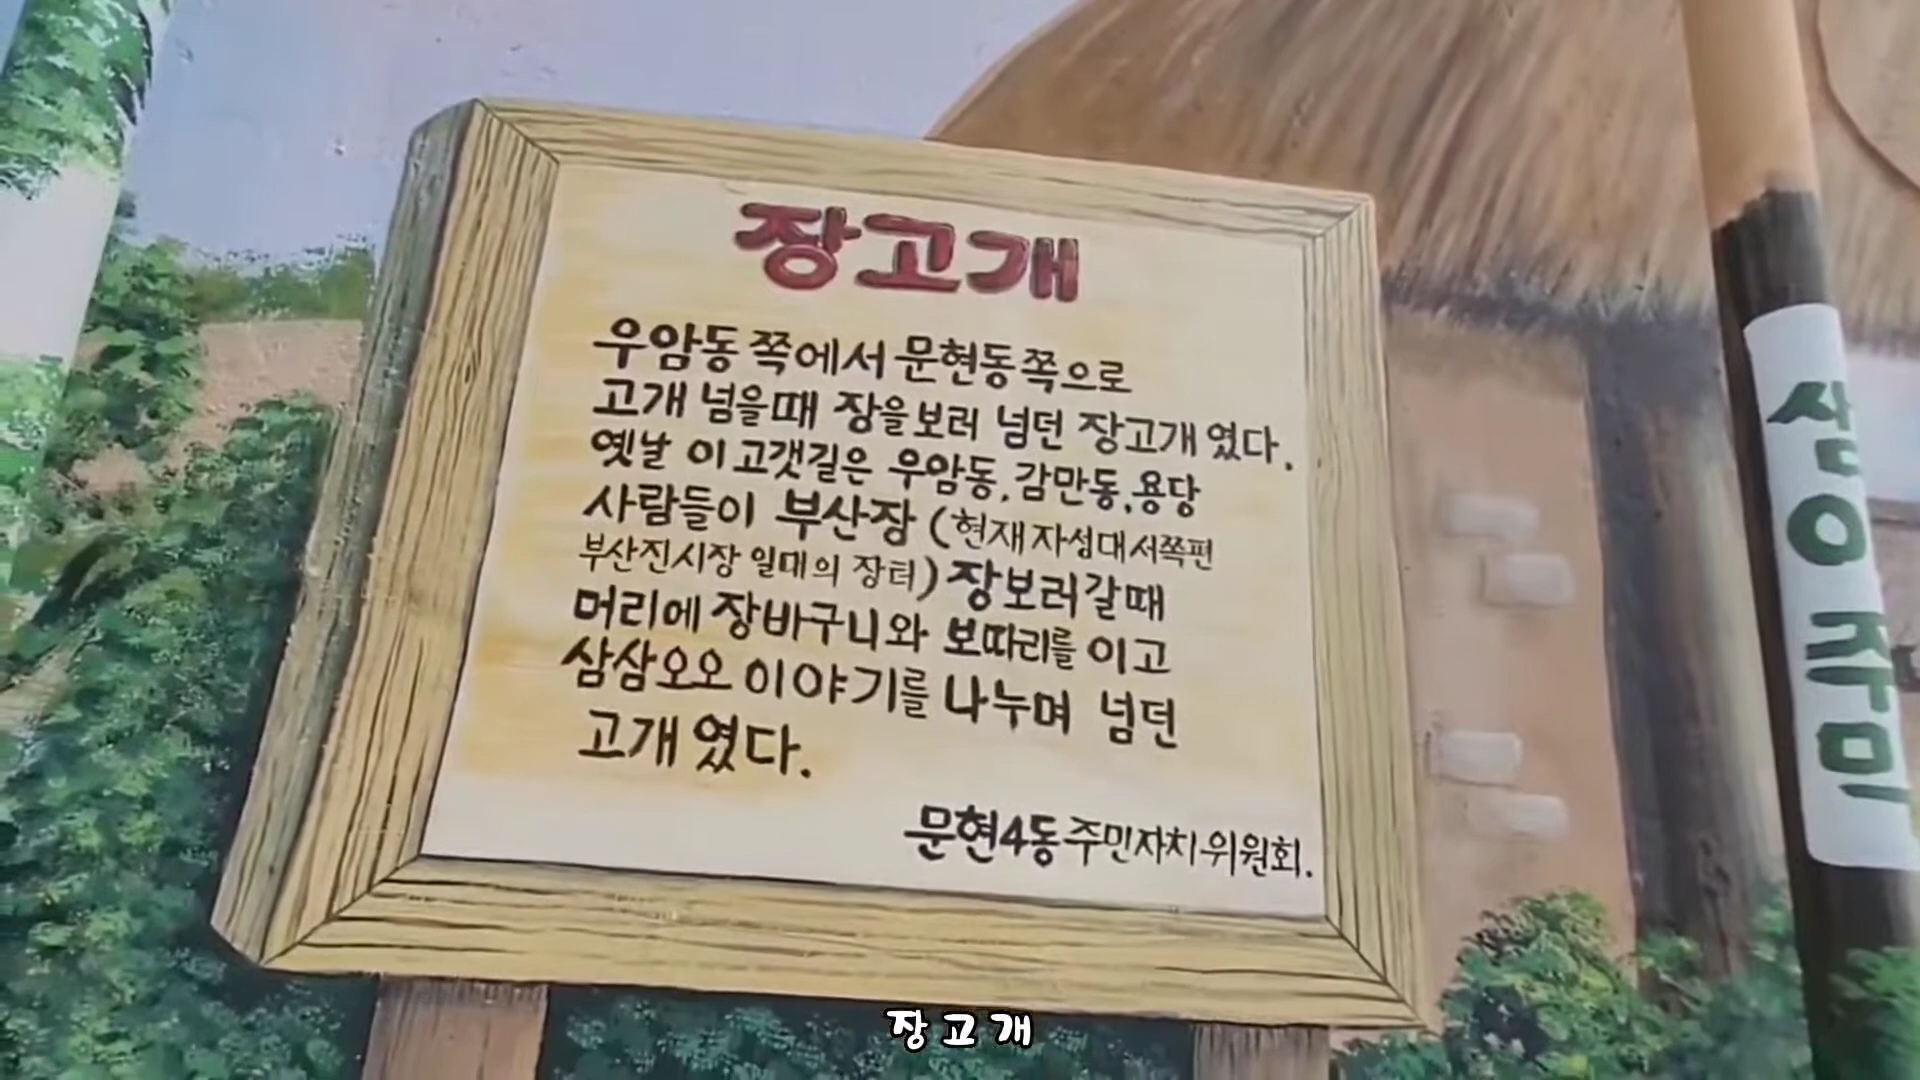 장고개
우암동 쪽에서 문현동쪽으로
고개 넘을때 장을보러 넘던 장고개 였다.
옛날 이 고갯길은 우암동, 감만동, 용당
사람들이 부산장 (현재 자성대서쪽편
부산진시장 일대의 장터) 장보러갈때
머리에 장바구니와 보따리를 이고
삼삼오오 이야기를 나누며 넘던
고개 였다.
문현4동 주민자치위원회.
주민
장고개